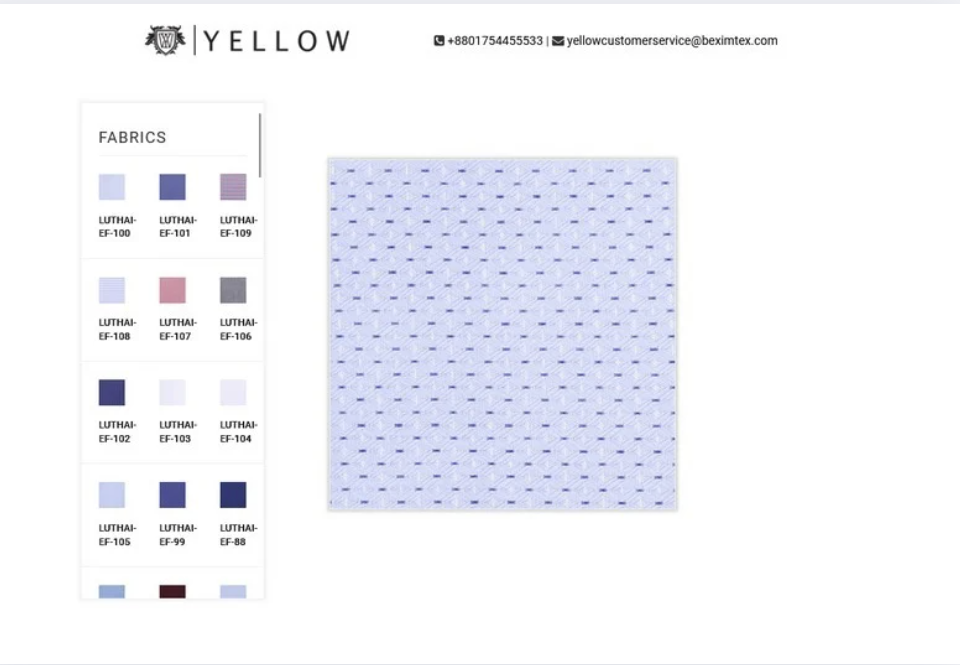 YELLOW
+8801754455533 | yellowcustomerservice@beximtex.com
FABRICS
LUTHAI-EF-100
LUTHAI-EF-101
LUTHAI-EF-109
LUTHAI-EF-108
LUTHAI-EF-107
LUTHAI-EF-106
LUTHAI-EF-102
LUTHAI-EF-103
LUTHAI-EF-104
LUTHAI-EF-105
LUTHAI-EF-99
LUTHAI-EF-88